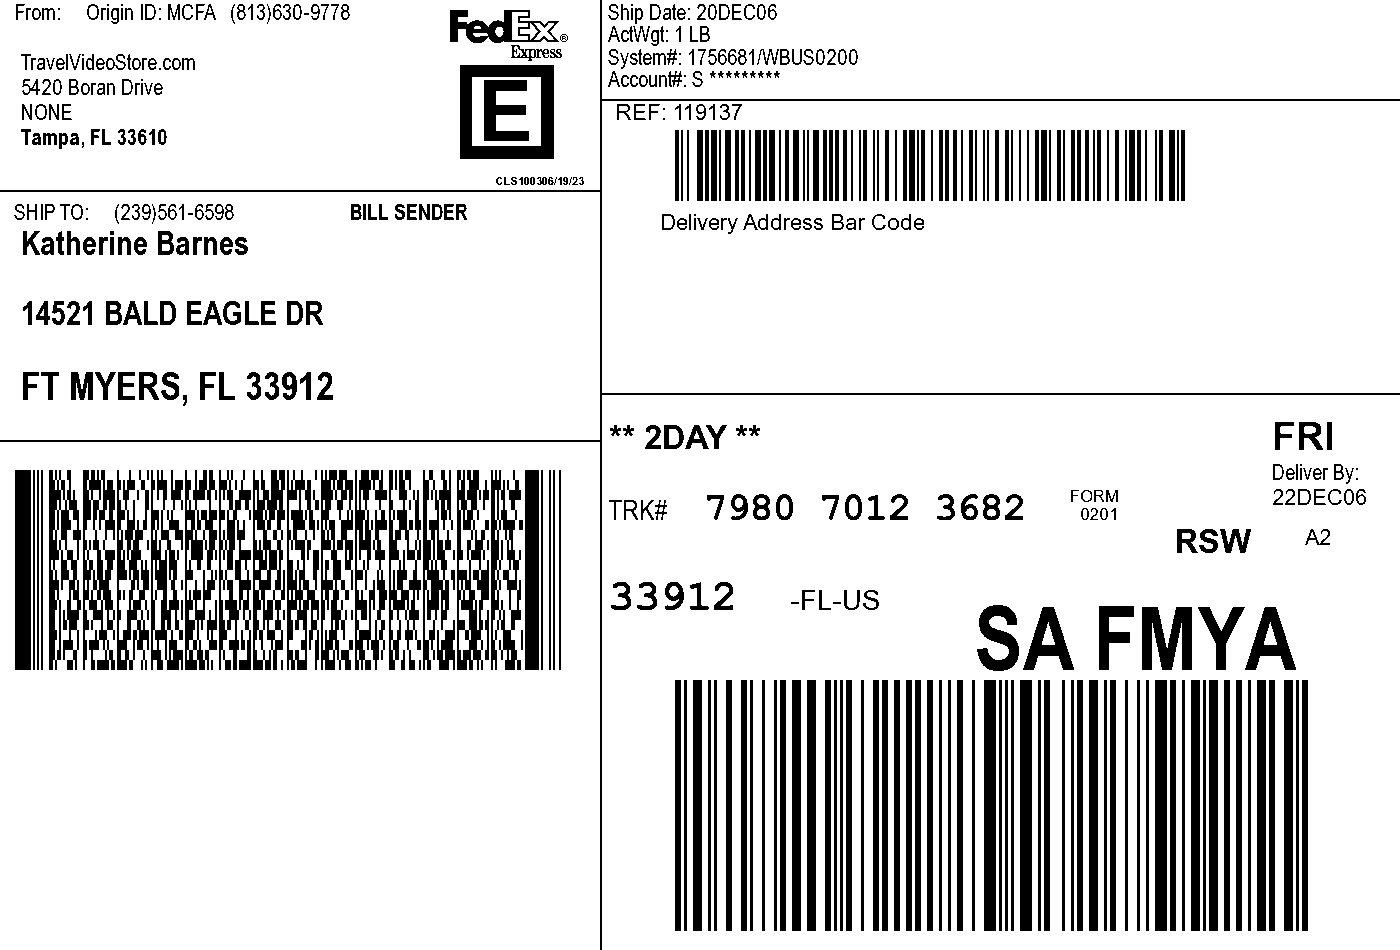 From: Origin ID: MCFA (813)630-9778
TravelVideoStore.com
5420 Boran Drive
NONE
Tampa, FL 33610
FedEx®
Express
E
CLS100306/19/23
SHIP TO: (239)561-6598 BILL SENDER
Katherine Barnes
14521 BALD EAGLE DR
FT MYERS, FL 33912
Ship Date: 20DEC06
ActWgt: 1 LB
System#: 1756681/WBUS0200
Account#: S *********
REF: 119137
Delivery Address Bar Code
** 2DAY **
FRI
Deliver By:
22DEC06
TRK# 7980 7012 3682
FORM
0201
RSW A2
33912 -FL-US
SA FMYA